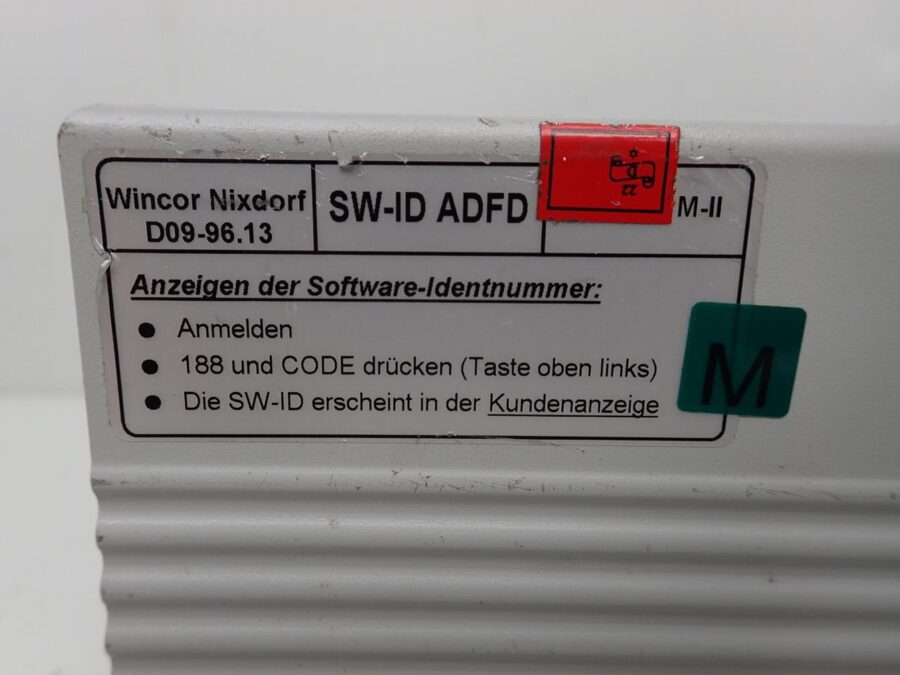 Wincor Nixdorf
D09-96.13
SW-ID ADFD
M-II
Anzeigen der Software-Identnummer:
● Anmelden
● 188 und CODE drücken (Taste oben links)
● Die SW-ID erscheint in der Kundenanzeige
M
D
22